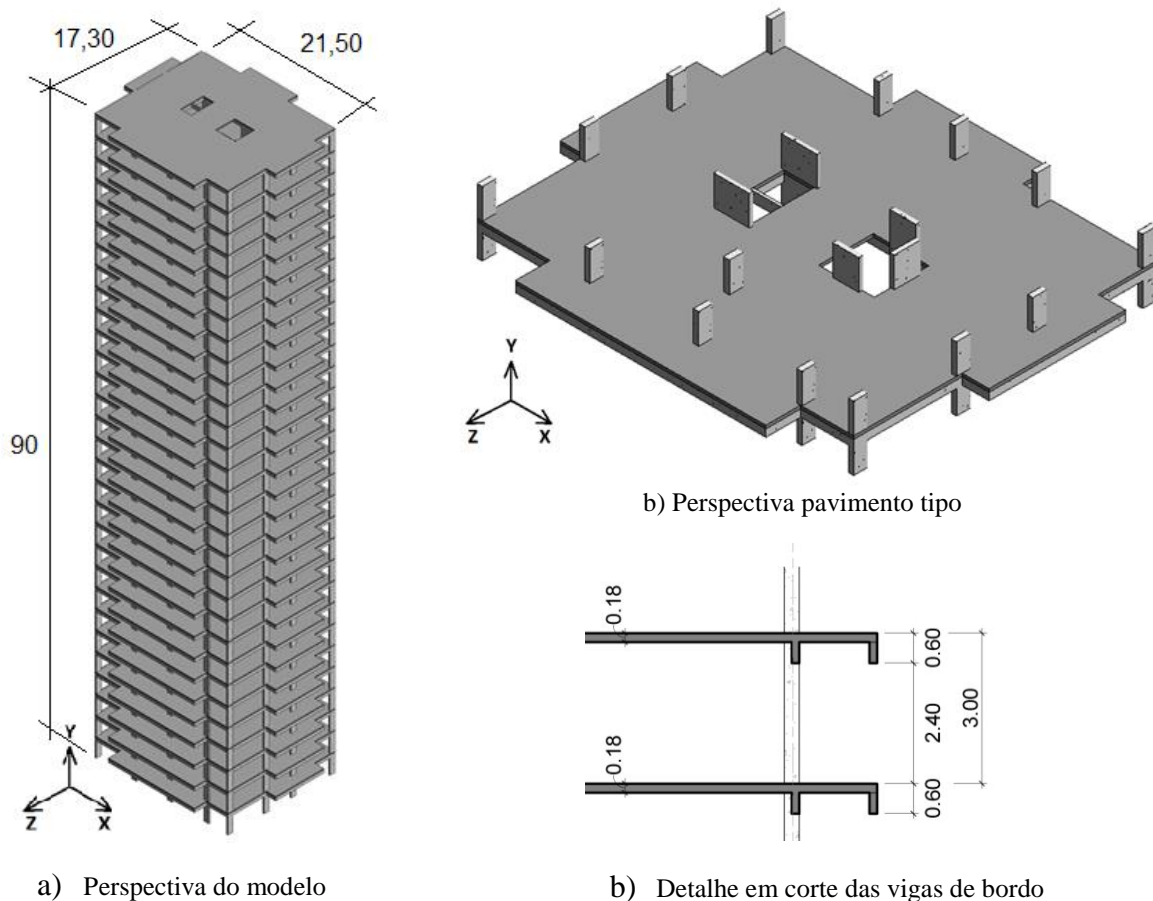 17,30
21,50
90
Y
Z
X
a) Perspectiva do modelo
Y
Z
X
b) Perspectiva pavimento tipo
0.18
0.60
2.40
3.00
0.18
0.60
b) Detalhe em corte das vigas de bordo